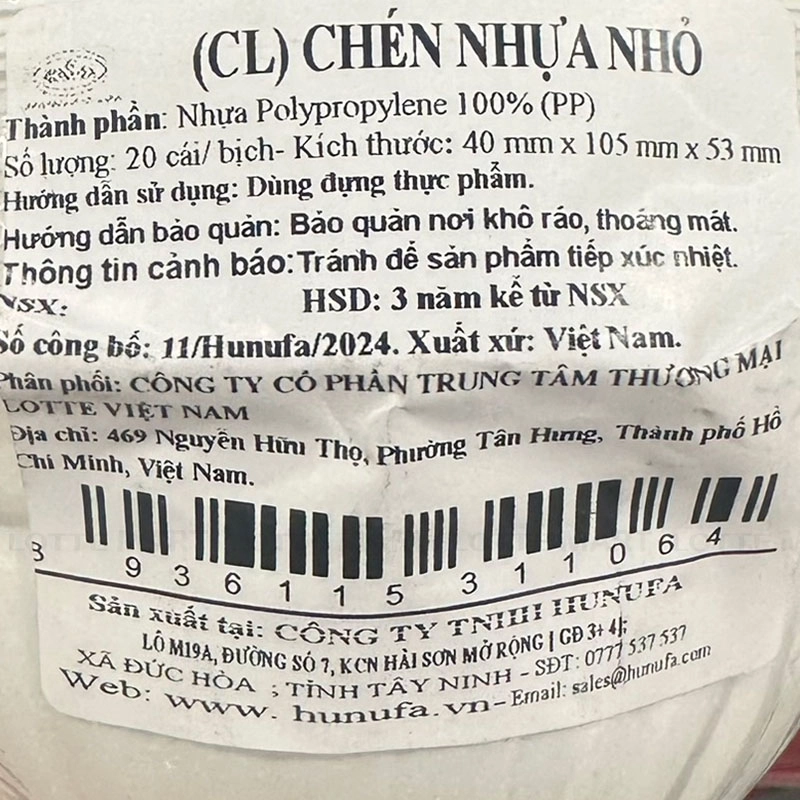 (CL) CHÉN NHỰA NHỎ
Thành phần: Nhựa Polypropylene 100% (PP)
Số lượng: 20 cái/ bịch- Kích thước: 40 mm x 105 mm x 53 mm
Hướng dẫn sử dụng: Dùng đựng thực phẩm.
Hướng dẫn bảo quản: Bảo quản nơi khô ráo, thoáng mát.
Thông tin cảnh báo: Tránh để sản phẩm tiếp xúc nhiệt.
NSX: HSD: 3 năm kể từ NSX
Số công bố: 11/Hunufa/2024. Xuất xứ: Việt Nam.
Phân phối: CÔNG TY CỔ PHẦN TRUNG TÂM THƯƠNG MẠI
LOTTE VIỆT NAM
Địa chỉ: 469 Nguyễn Hữu Thọ, Phường Tân Hưng, Thành phố Hồ
Chí Minh, Việt Nam.
8 936115 311064
Sản xuất tại: CÔNG TY TNHH HUNUFA
LÔ M19A, ĐƯỜNG SỐ 7, KCN HẢI SƠN MỞ RỘNG | GĐ 3+ 4|;
XÃ ĐỨC HÒA ; TỈNH TÂY NINH - SĐT: 0777 537 537
Web: www. hunufa.vn - Email: sales@hunufa.com